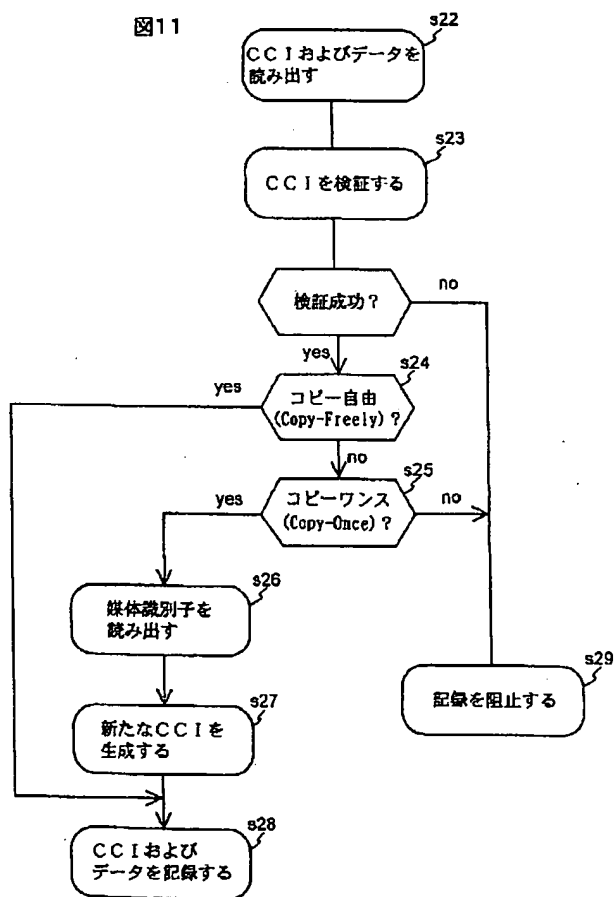 図11
s22
CCIおよびデータを
読み出す
s23
CCIを検証する
検証成功?
no
yes
s24
yes
コピー自由
(Copy-Freely)?
no
s25
yes
コピーワンス
(Copy-Once)?
no
s26
媒体識別子を
読み出す
s29
記録を阻止する
s27
新たなCCIを
生成する
s28
CCIおよび
データを記録する